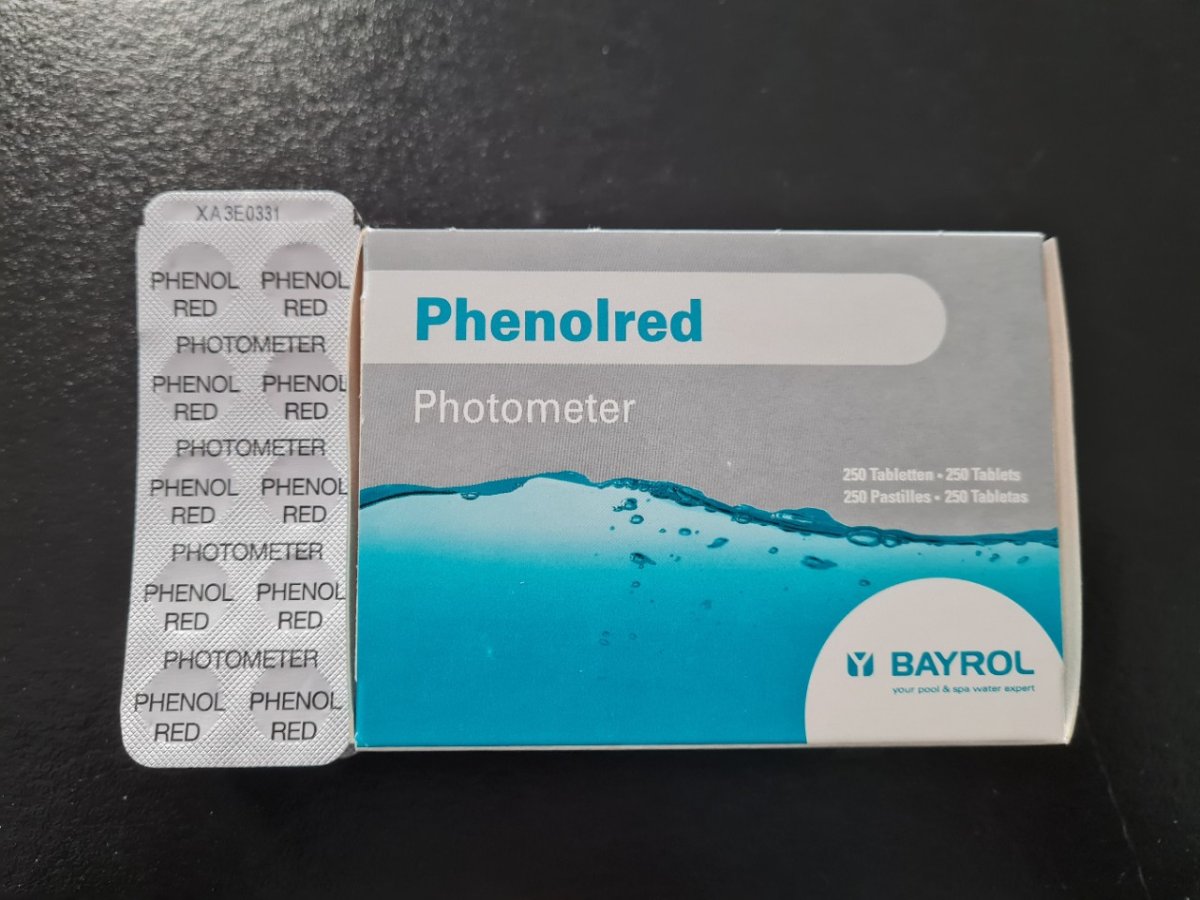 XA3E0331
PHENOL PHENOL
RED RED
PHOTOMETER
PHENOL PHENOL
RED RED
PHOTOMETER
PHENOL PHENOL
RED RED
PHOTOMETER
PHENOL PHENOL
RED RED
PHOTOMETER
PHENOL PHENOL
RED RED
Phenolred
Photometer
250 Tabletten • 250 Tablets
250 Pastilles • 250 Tabletas
BAYROL
your pool & spa water expert